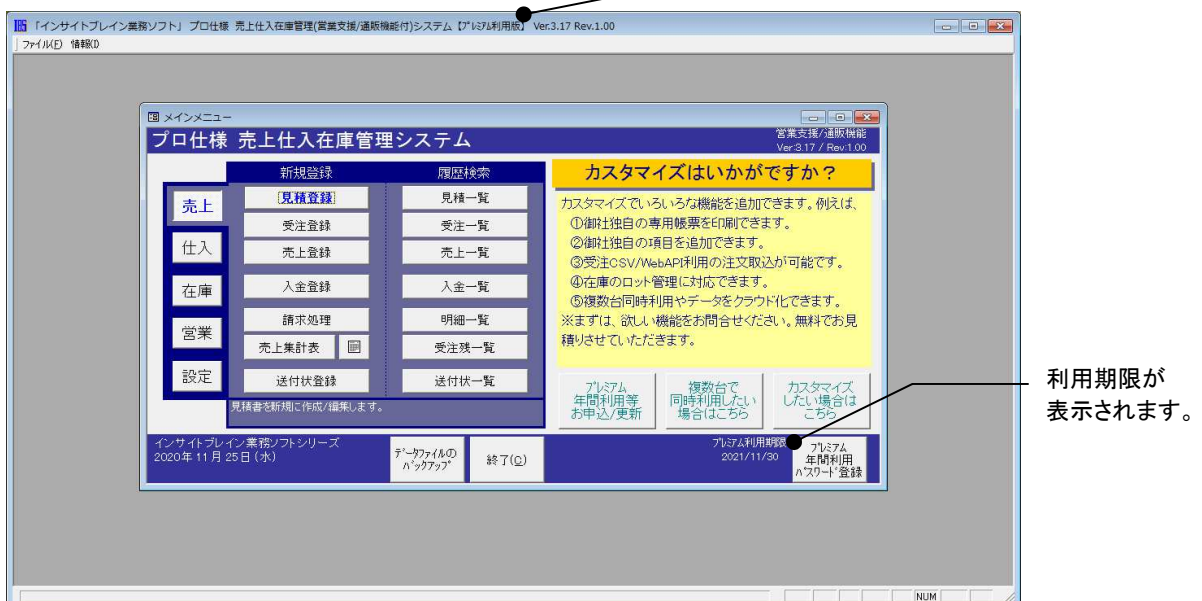 「インサイトブレイン業務ソフト」 プロ仕様 売上仕入在庫管理(営業支援/通販機能付)システム【ﾌﾟﾚﾐｱﾑ利用版】 Ver.3.17 Rev.1.00
ファイル(F) 情報(I)
メインメニュー
プロ仕様 売上仕入在庫管理システム
営業支援/通販機能
Ver:3.17 / Rev:1.00
新規登録
履歴検索
売上
仕入
在庫
営業
設定
見積登録
見積一覧
受注登録
受注一覧
売上登録
売上一覧
入金登録
入金一覧
請求処理
明細一覧
売上集計表
受注残一覧
送付状登録
送付状一覧
見積書を新規に作成/編集します。
カスタマイズはいかがですか？
カスタマイズでいろいろな機能を追加できます。例えば、
①御社独自の専用帳票を印刷できます。
②御社独自の項目を追加できます。
③受注CSV/WebAPI利用の注文取込が可能です。
④在庫のロット管理に対応できます。
⑤複数台同時利用やデータをクラウド化できます。
※まずは、欲しい機能をお問合せください。無料でお見
積りさせていただきます。
ﾌﾟﾚﾐｱﾑ
年間利用等
お申込/更新
複数台で
同時利用したい
場合はこちら
カスタマイズ
したい場合は
こちら
インサイトブレイン業務ソフトシリーズ
2020年 11月 25日 (水)
ﾃﾞｰﾀﾌｧｲﾙの
ﾊﾞｯｸｱｯﾌﾟ
終了(C)
ﾌﾟﾚﾐｱﾑ利用期限
2021/11/30
ﾌﾟﾚﾐｱﾑ
年間利用
ﾊﾟｽﾜｰﾄﾞ登録
利用期限が
表示されます。
NUM